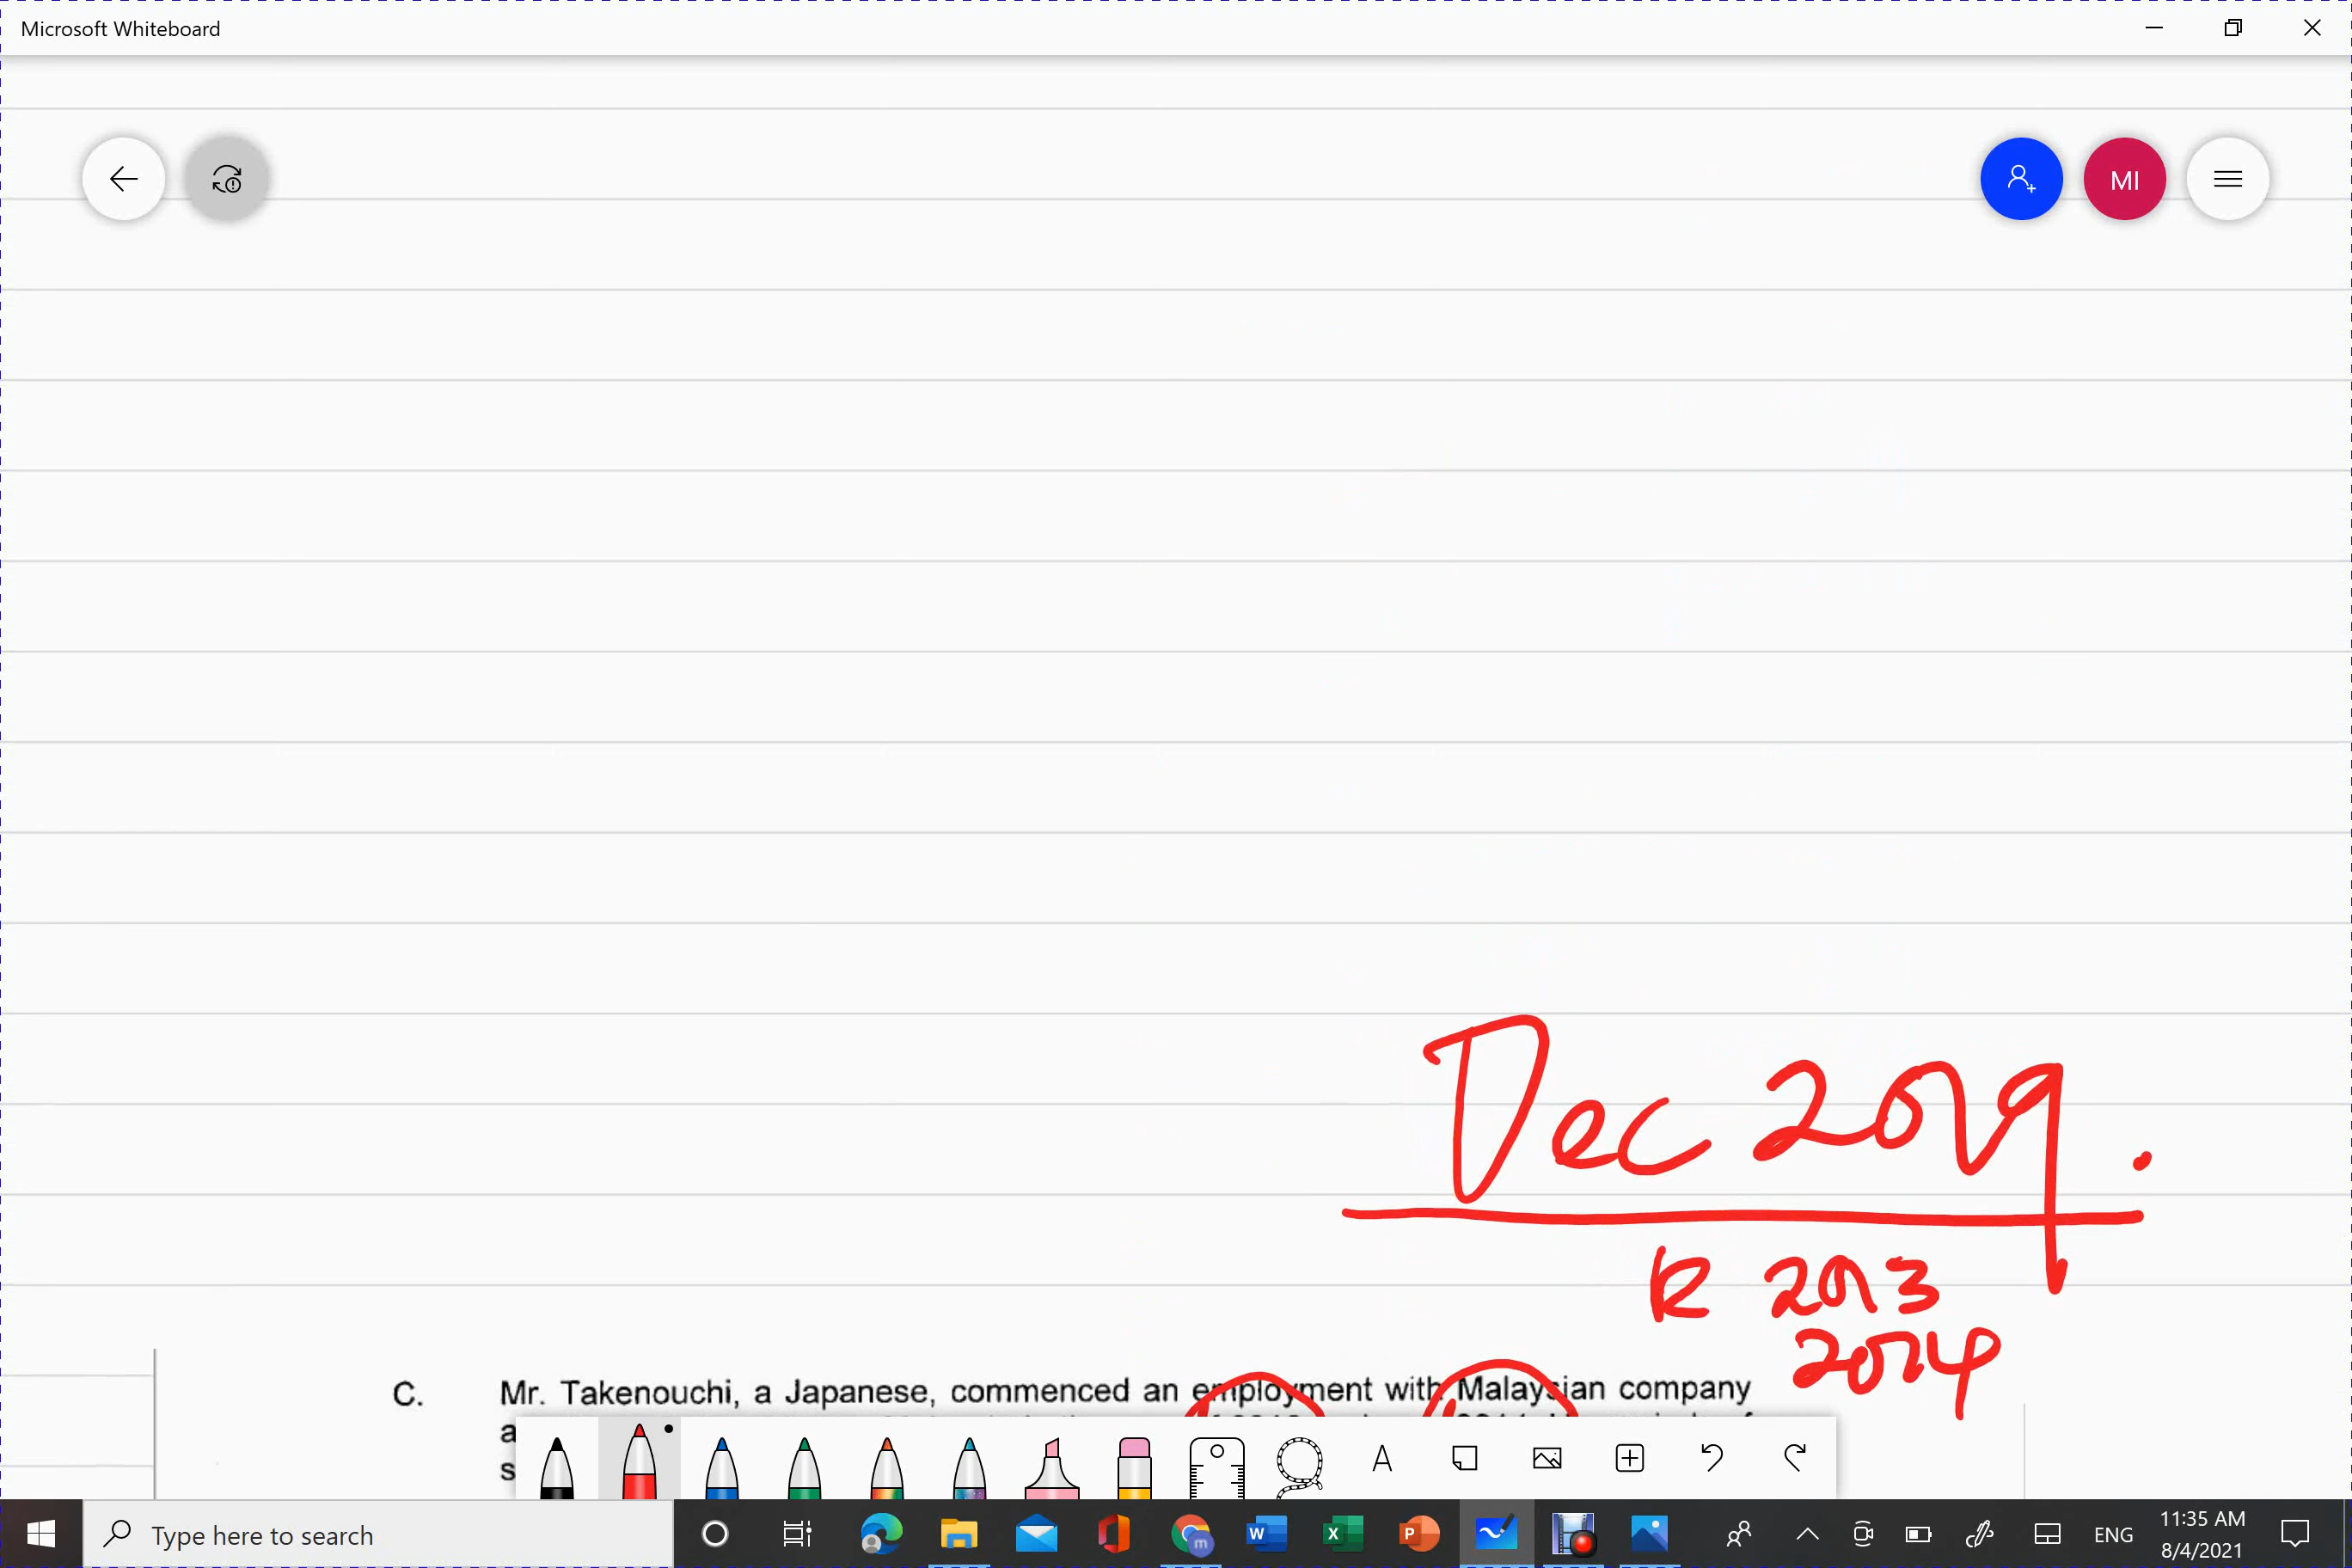 Microsoft Whiteboard
MI
Dec 2019.
R 2013
2014
C. Mr. Takenouchi, a Japanese, commenced an employment with Malaysian company
a
s
A
Type here to search
ENG
11:35 AM
8/4/2021